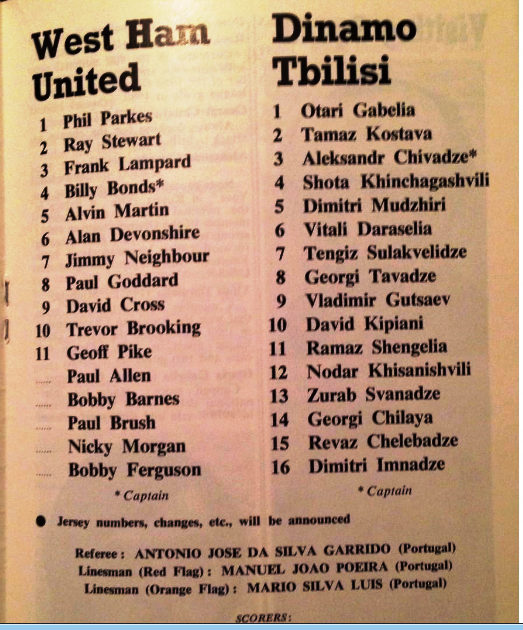 West Ham
United
1 Phil Parkes
2 Ray Stewart
3 Frank Lampard
4 Billy Bonds*
5 Alvin Martin
6 Alan Devonshire
7 Jimmy Neighbour
8 Paul Goddard
9 David Cross
10 Trevor Brooking
11 Geoff Pike
..... Paul Allen
..... Bobby Barnes
..... Paul Brush
..... Nicky Morgan
..... Bobby Ferguson
* Captain
Dinamo
Tbilisi
1 Otari Gabelia
2 Tamaz Kostava
3 Aleksandr Chivadze*
4 Shota Khinchagashvili
5 Dimitri Mudzhiri
6 Vitali Daraselia
7 Tengiz Sulakvelidze
8 Georgi Tavadze
9 Vladimir Gutsaev
10 David Kipiani
11 Ramaz Shengelia
12 Nodar Khisanishvili
13 Zurab Svanadze
14 Georgi Chilaya
15 Revaz Chelebadze
16 Dimitri Imnadze
* Captain
● Jersey numbers, changes, etc., will be announced
Referee: ANTONIO JOSE DA SILVA GARRIDO (Portugal)
Linesman (Red Flag): MANUEL JOAO POEIRA (Portugal)
Linesman (Orange Flag): MARIO SILVA LUIS (Portugal)
SCORERS: